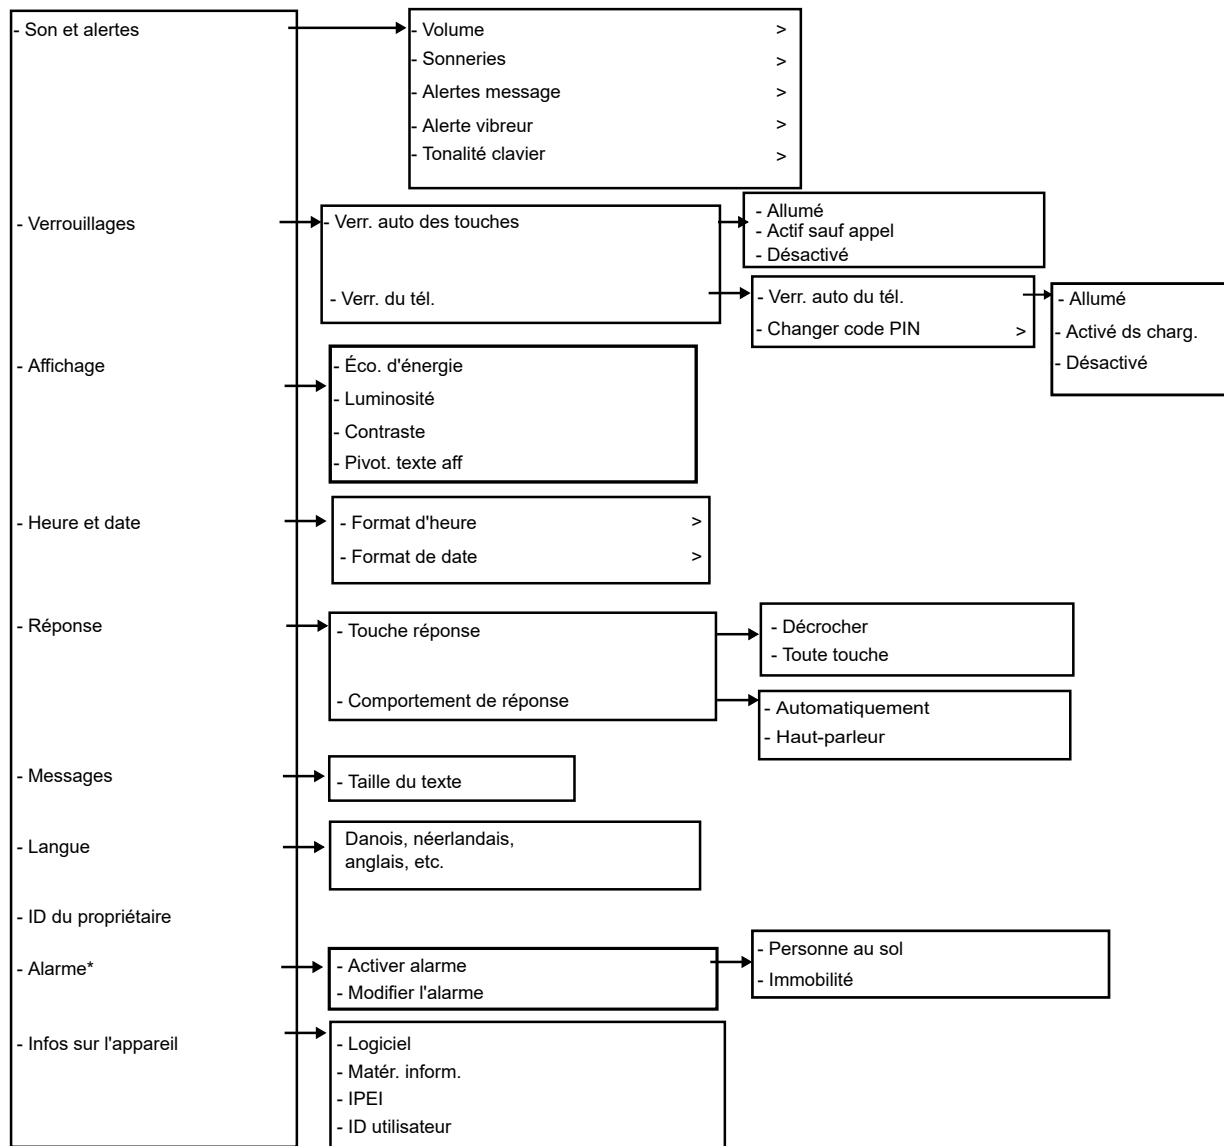 - Son et alertes
- Volume >
- Sonneries >
- Alertes message >
- Alerte vibreur >
- Tonalité clavier >
- Verrouillages
- Verr. auto des touches
- Allumé
- Actif sauf appel
- Désactivé
- Verr. du tél.
- Verr. auto du tél.
- Changer code PIN >
- Allumé
- Activé ds charg.
- Désactivé
- Affichage
- Éco. d'énergie
- Luminosité
- Contraste
- Pivot. texte aff
- Heure et date
- Format d'heure >
- Format de date >
- Réponse
- Touche réponse
- Décrocher
- Toute touche
- Comportement de réponse
- Automatiquement
- Haut-parleur
- Messages
- Taille du texte
- Langue
Danois, néerlandais,
anglais, etc.
- ID du propriétaire
- Alarme*
- Activer alarme
- Modifier l'alarme
- Personne au sol
- Immobilité
- Infos sur l'appareil
- Logiciel
- Matér. inform.
- IPEI
- ID utilisateur